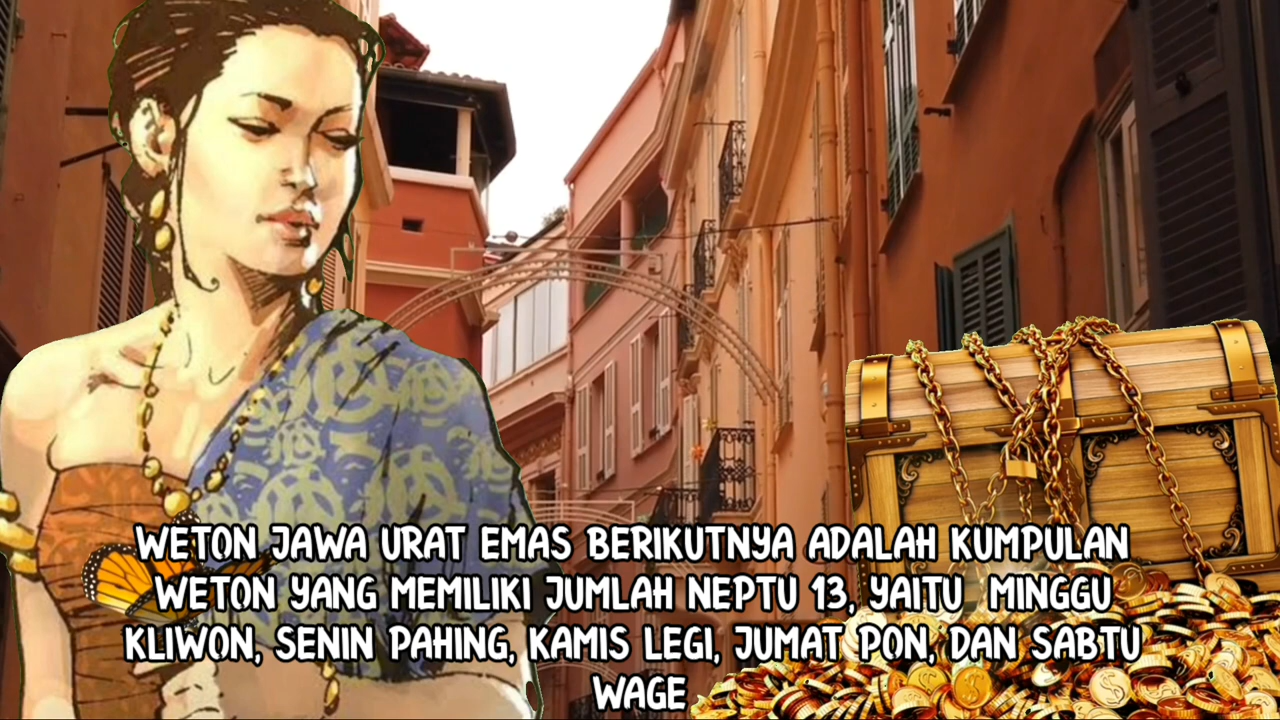 WETON JAWA URAT EMAS BERIKUTNYA ADALAH KUMPULAN
WETON YANG MEMILIKI JUMLAH NEPTU 13, YAITU MINGGU
KLIWON, SENIN PAHING, KAMIS LEGI, JUMAT PON, DAN SABTU
WAGE